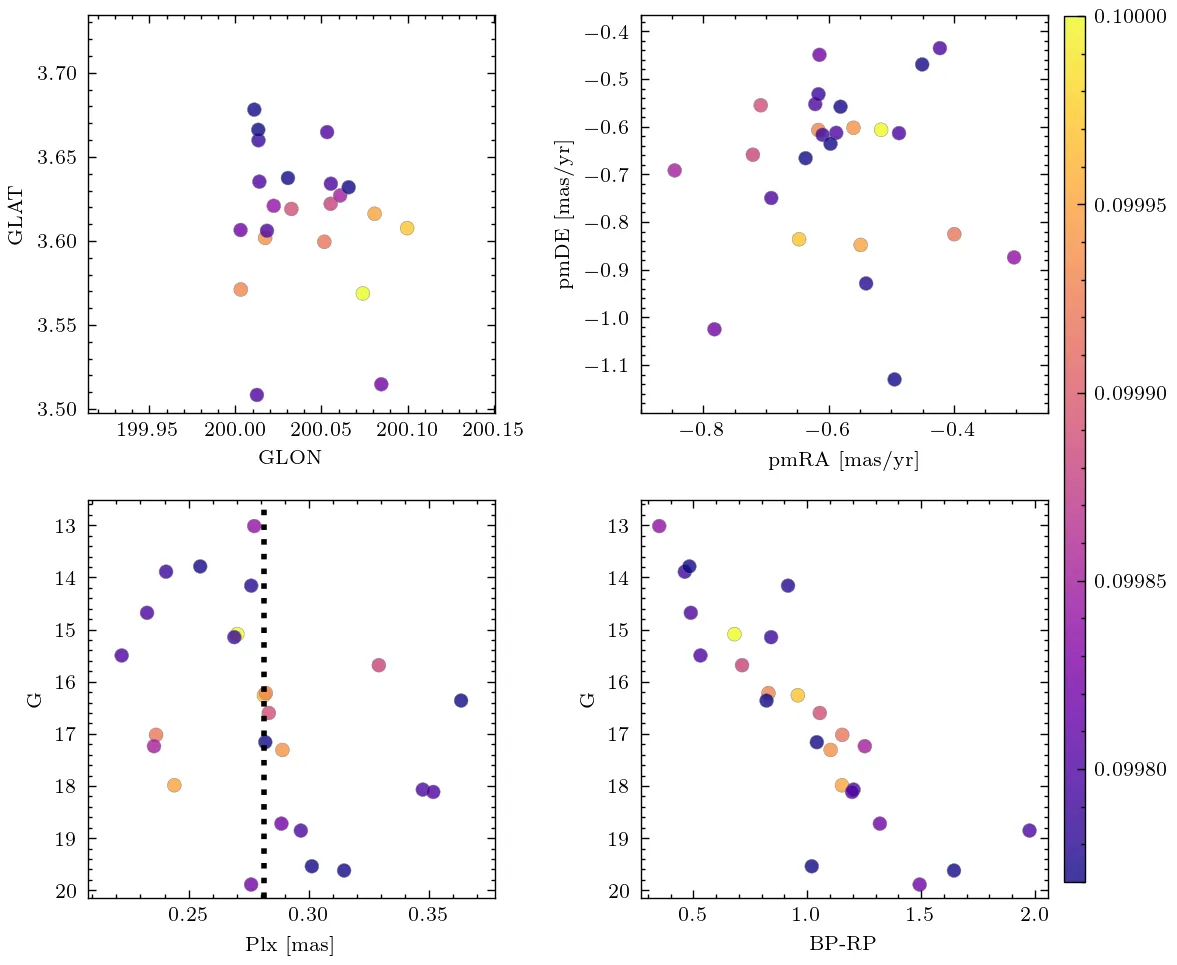 3.70
3.65
3.60
3.55
3.50
GLAT
199.95 200.00 200.05 200.10 200.15
GLON
−0.4
−0.5
−0.6
−0.7
−0.8
−0.9
−1.0
−1.1
pmDE [mas/yr]
−0.8 −0.6 −0.4
pmRA [mas/yr]
0.10000
0.09995
0.09990
0.09985
0.09980
13
14
15
16
17
18
19
20
G
0.25 0.30 0.35
Plx [mas]
13
14
15
16
17
18
19
20
G
0.5 1.0 1.5 2.0
BP-RP